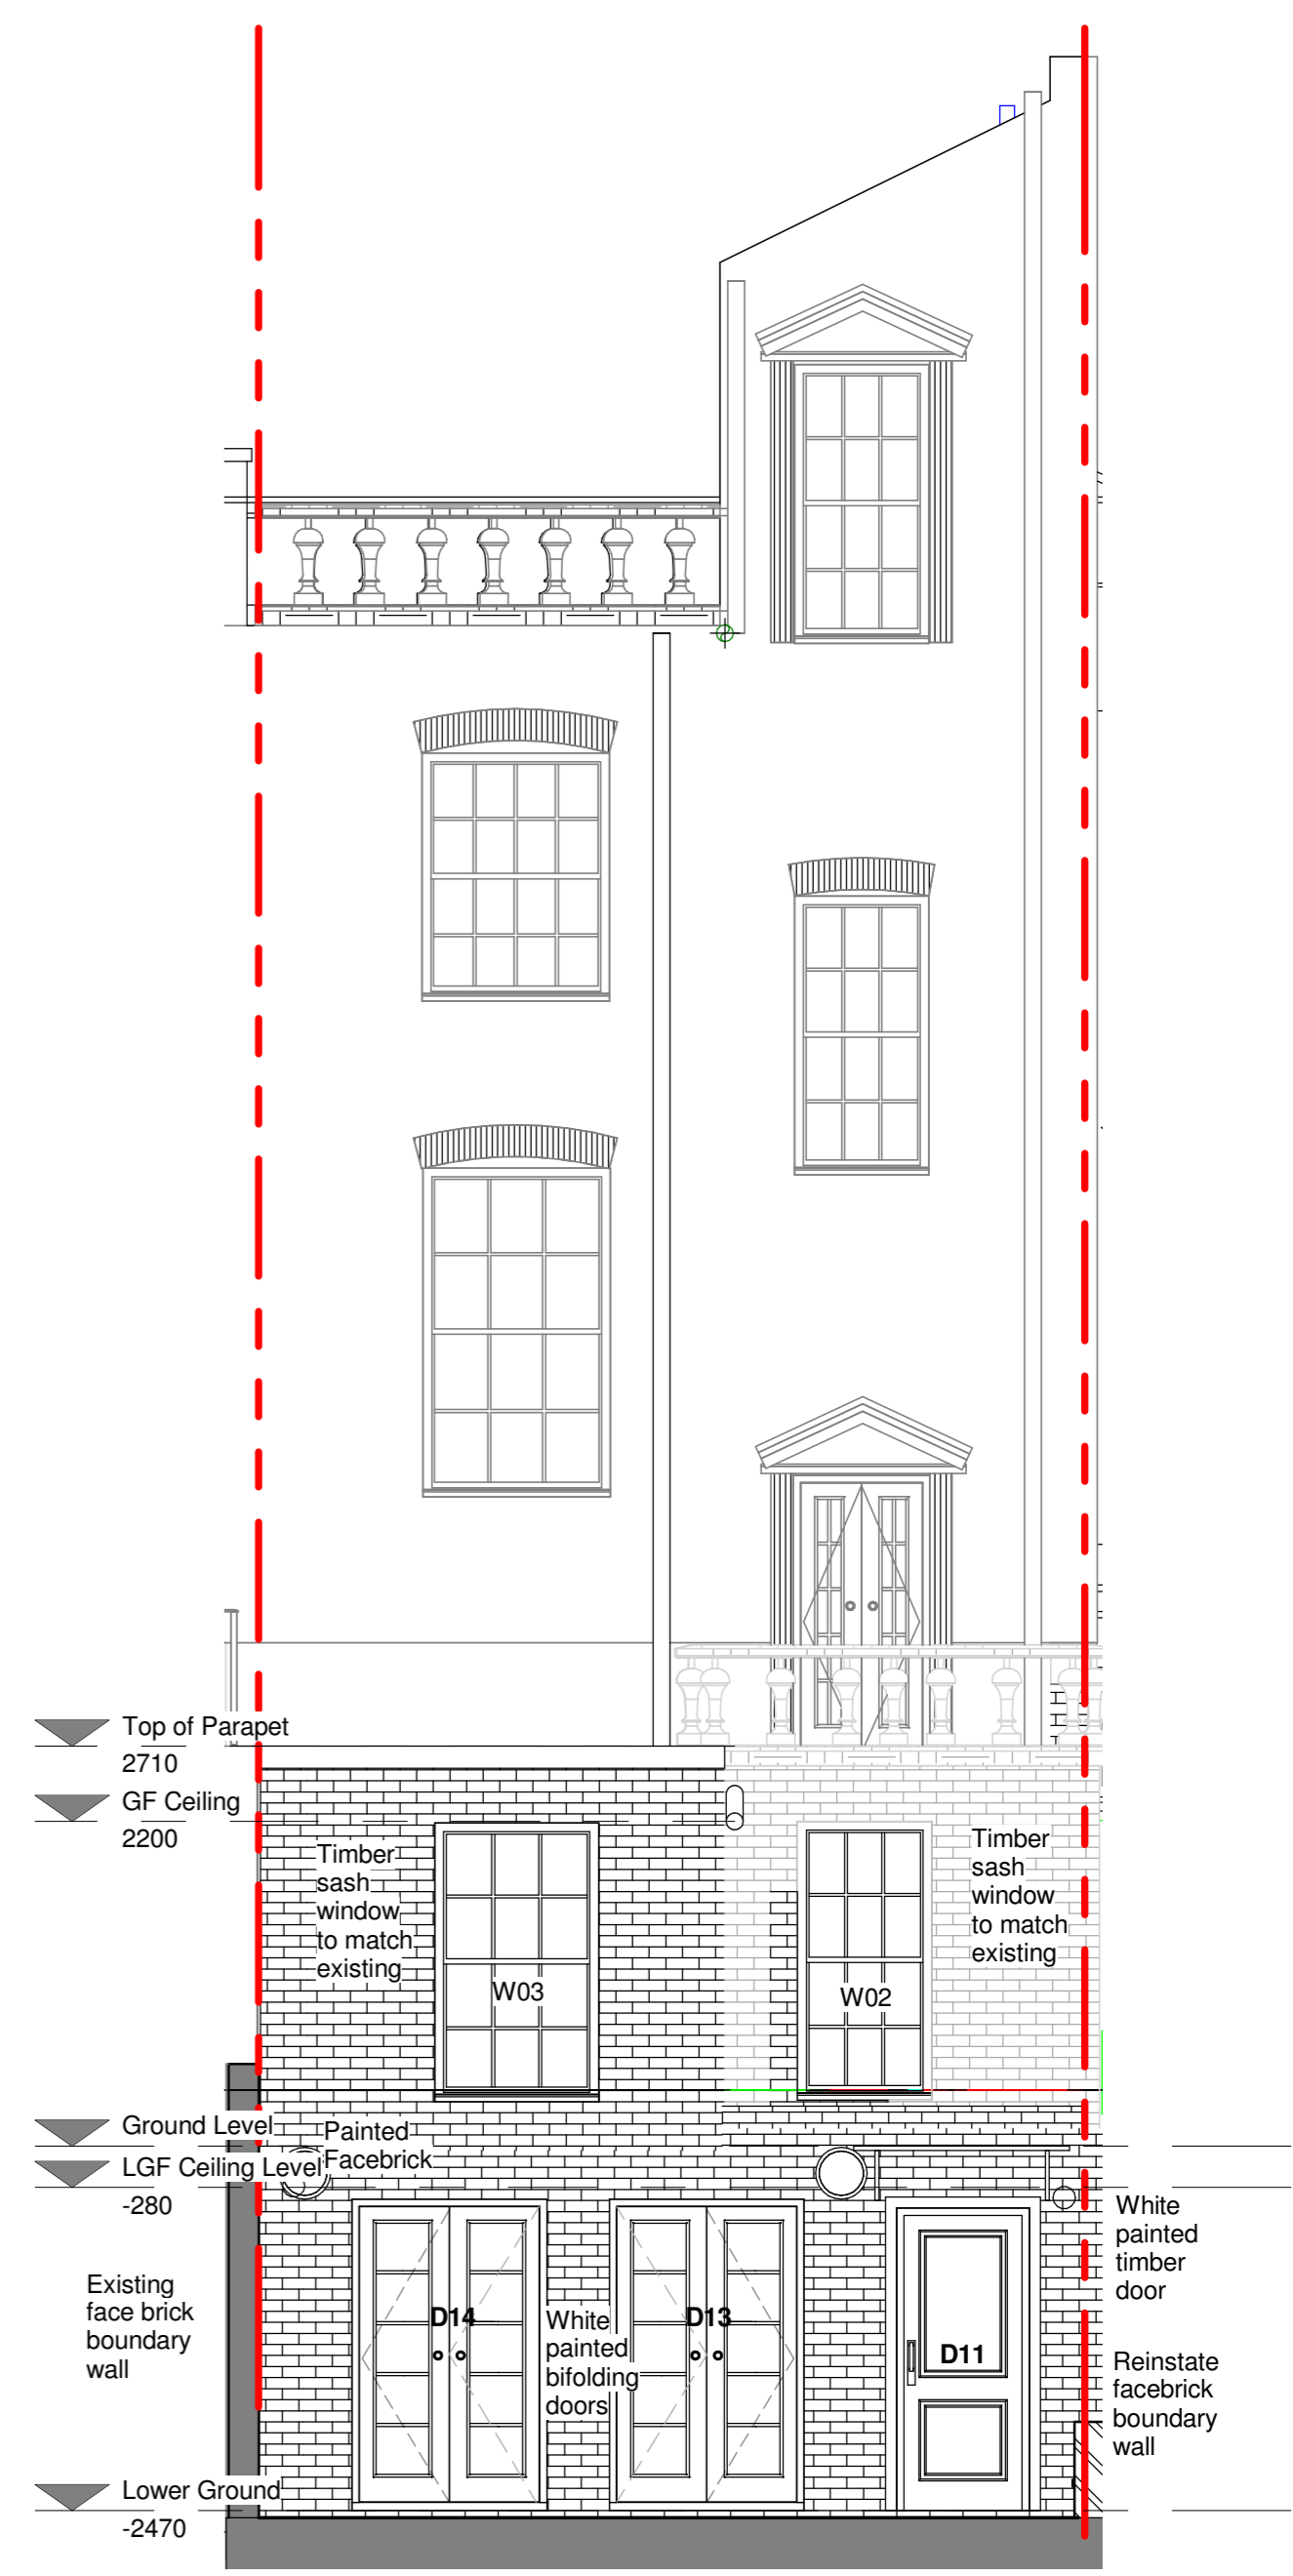 Top of Parapet
2710
GF Ceiling
2200
Timber
sash
window
to match
existing
W03
W02
Timber
sash
window
to match
existing
Ground Level
Painted
Facebrick
LGF Ceiling Level
-280
Existing
face brick
boundary
wall
D14
White
painted
bifolding
doors
D13
D11
White
painted
timber
door
Reinstate
facebrick
boundary
wall
Lower Ground
-2470